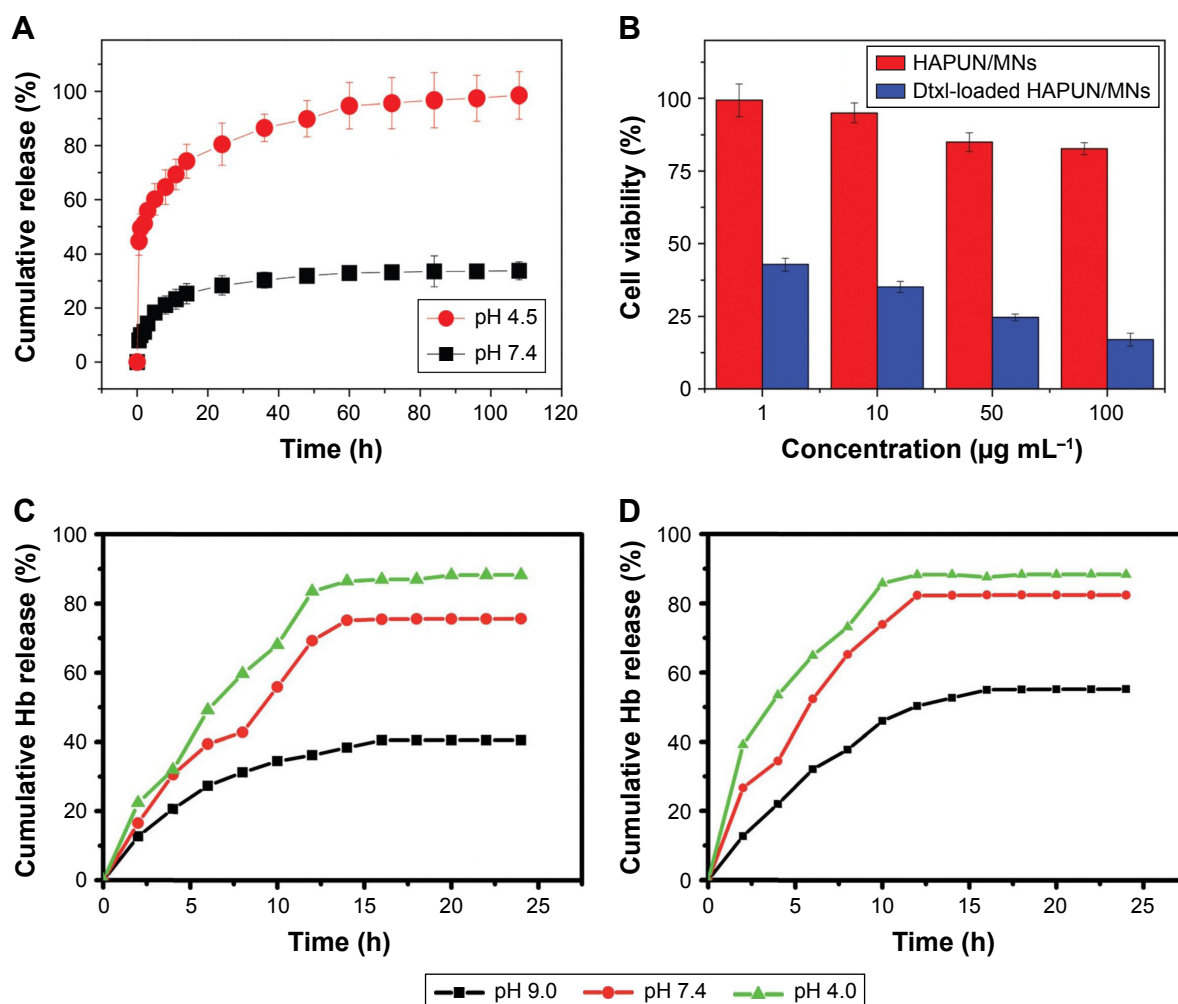 A
Cumulative release (%)
100
80
60
40
20
0
pH 4.5
pH 7.4
0 20 40 60 80 100 120
Time (h)
B
Cell viability (%)
100
75
50
25
0
HAPUN/MNs
Dtxl-loaded HAPUN/MNs
1 10 50 100
Concentration (µg mL⁻¹)
C
Cumulative Hb release (%)
100
80
60
40
20
0
0 5 10 15 20 25
Time (h)
D
Cumulative Hb release (%)
100
80
60
40
20
0
0 5 10 15 20 25
Time (h)
pH 9.0 pH 7.4 pH 4.0